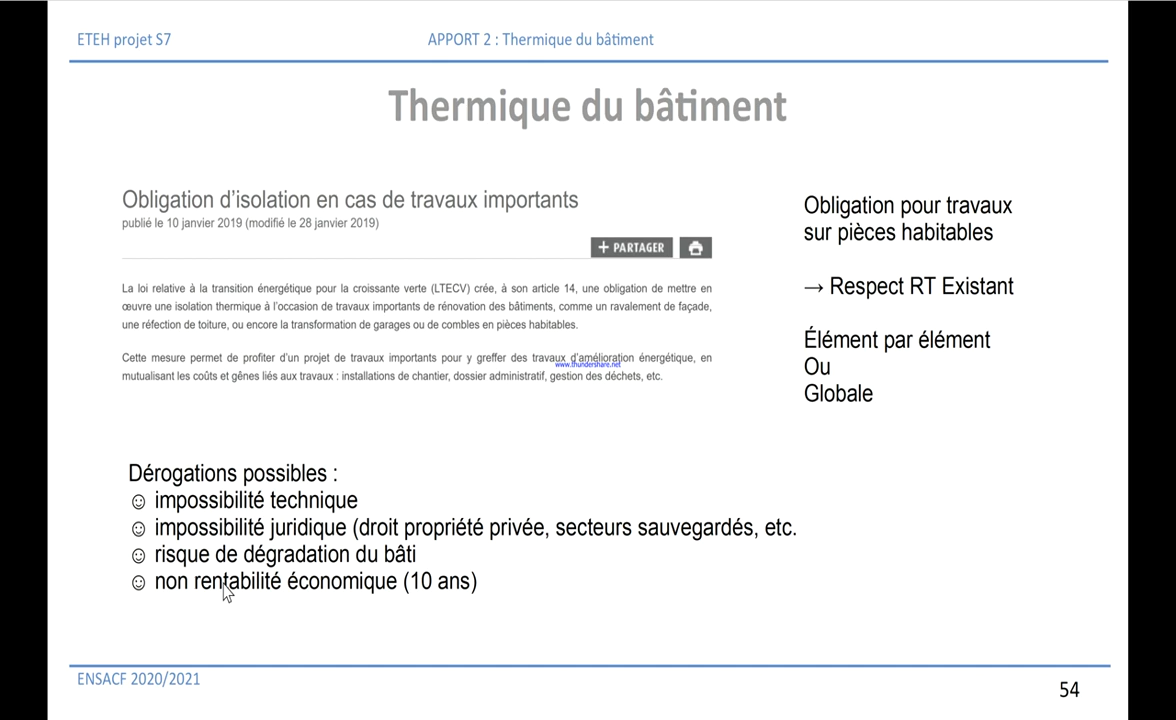 ETEH projet S7
APPORT 2 : Thermique du bâtiment
Thermique du bâtiment
Obligation d'isolation en cas de travaux importants
publié le 10 janvier 2019 (modifié le 28 janvier 2019)
+ PARTAGER
La loi relative à la transition énergétique pour la croissante verte (LTECV) crée, à son article 14, une obligation de mettre en
œuvre une isolation thermique à l'occasion de travaux importants de rénovation des bâtiments, comme un ravalement de façade,
une réfection de toiture, ou encore la transformation de garages ou de combles en pièces habitables.
Cette mesure permet de profiter d'un projet de travaux importants pour y greffer des travaux d'amélioration énergétique, en
www.thundershare.net
mutualisant les coûts et gênes liés aux travaux : installations de chantier, dossier administratif, gestion des déchets, etc.
Obligation pour travaux
sur pièces habitables
→ Respect RT Existant
Élément par élément
Ou
Globale
Dérogations possibles :
☺ impossibilité technique
☺ impossibilité juridique (droit propriété privée, secteurs sauvegardés, etc.
☺ risque de dégradation du bâti
☺ non rentabilité économique (10 ans)
ENSACF 2020/2021
54